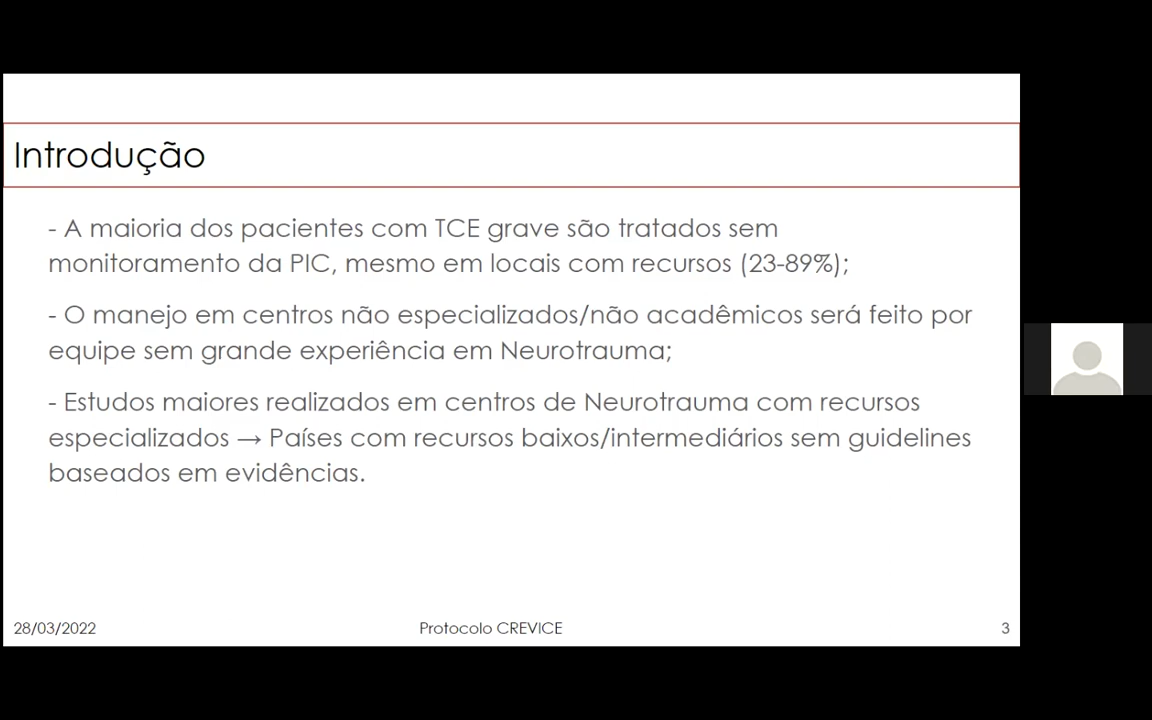 Introdução
- A maioria dos pacientes com TCE grave são tratados sem
monitoramento da PIC, mesmo em locais com recursos (23-89%);
- O manejo em centros não especializados/não acadêmicos será feito por
equipe sem grande experiência em Neurotrauma;
- Estudos maiores realizados em centros de Neurotrauma com recursos
especializados → Países com recursos baixos/intermediários sem guidelines
baseados em evidências.
28/03/2022 Protocolo CREVICE 3